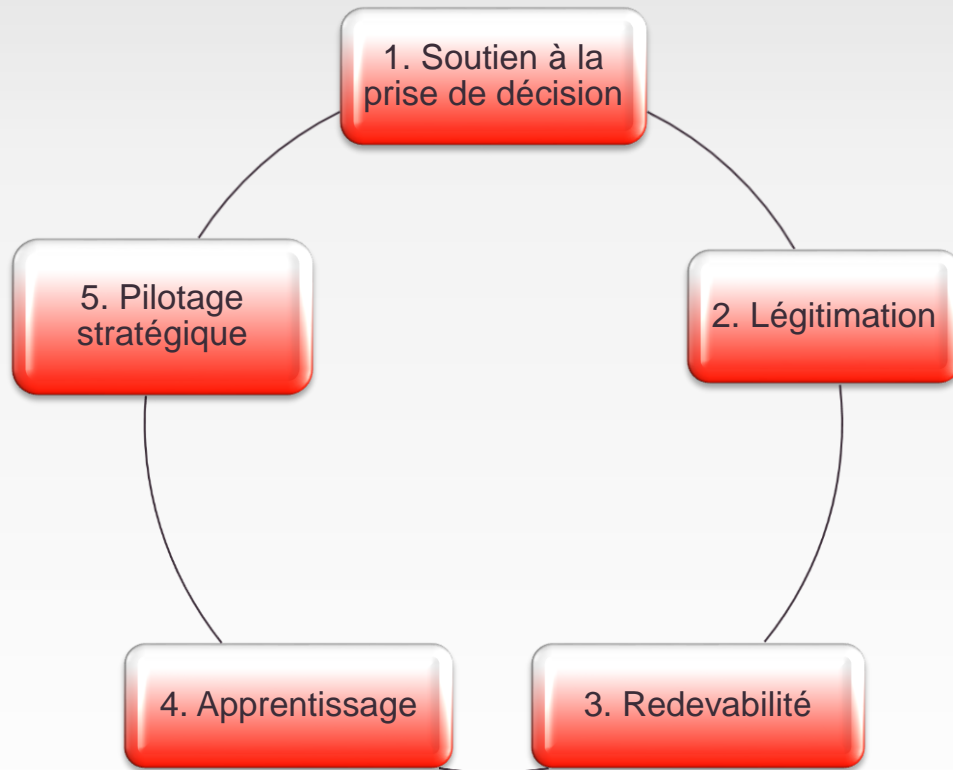 1. Soutien à la
prise de décision
2. Légitimation
3. Redevabilité
4. Apprentissage
5. Pilotage
stratégique